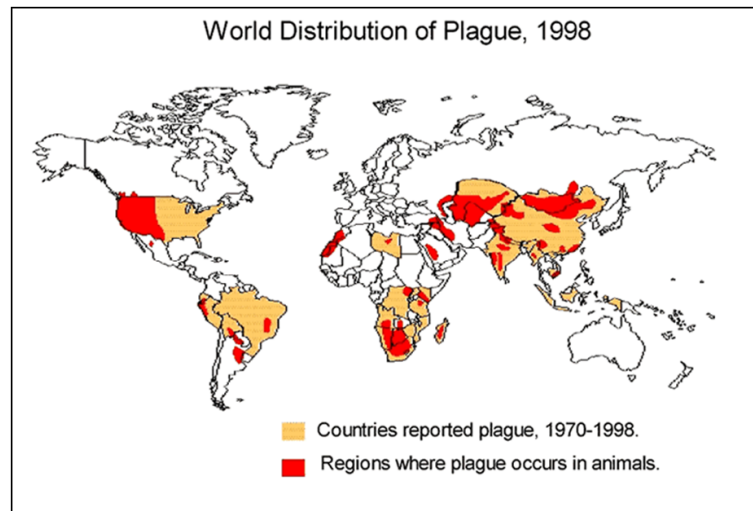 World Distribution of Plague, 1998
Countries reported plague, 1970-1998.
Regions where plague occurs in animals.